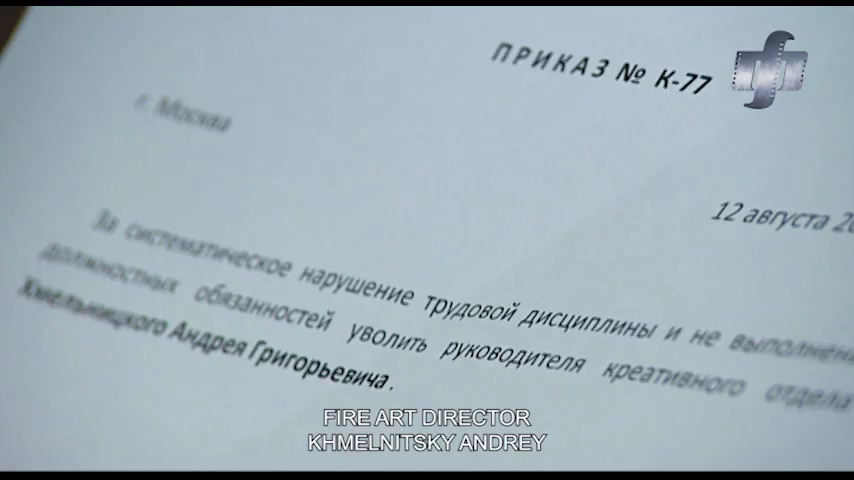 ПРИКАЗ № К-77
г. Москва
12 августа 20
За систематическое нарушение трудовой дисциплины и не выполнени
должностных обязанностей уволить руководителя креативного отдела
Хмельницкого Андрея Григорьевича.
FIRE ART DIRECTOR
KHMELNITSKY ANDREY